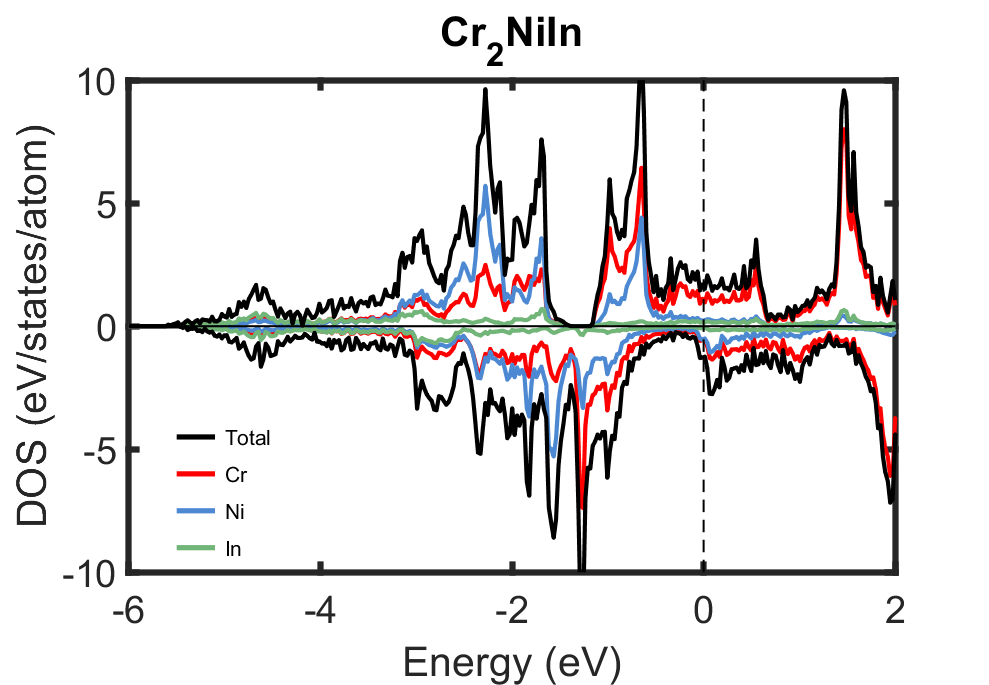 Cr2NiIn
10
5
0
-5
-10
DOS (eV/states/atom)
Total
Cr
Ni
In
-6 -4 -2 0 2
Energy (eV)